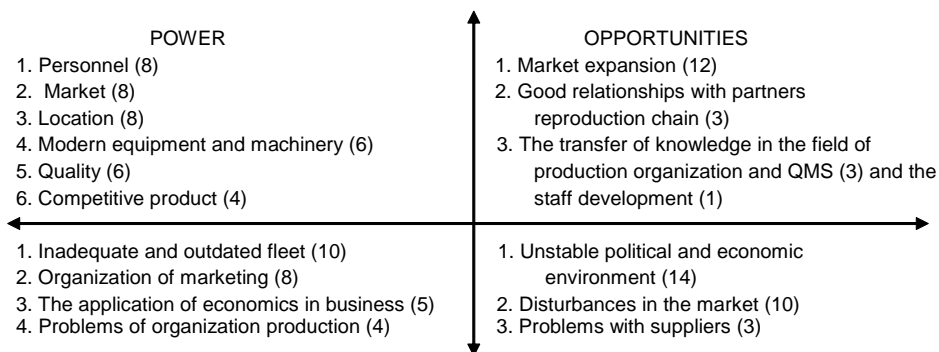 POWER
1. Personnel (8)
2. Market (8)
3. Location (8)
4. Modern equipment and machinery (6)
5. Quality (6)
6. Competitive product (4)
OPPORTUNITIES
1. Market expansion (12)
2. Good relationships with partners
reproduction chain (3)
3. The transfer of knowledge in the field of
production organization and QMS (3) and the
staff development (1)
1. Inadequate and outdated fleet (10)
2. Organization of marketing (8)
3. The application of economics in business (5)
4. Problems of organization production (4)
1. Unstable political and economic
environment (14)
2. Disturbances in the market (10)
3. Problems with suppliers (3)